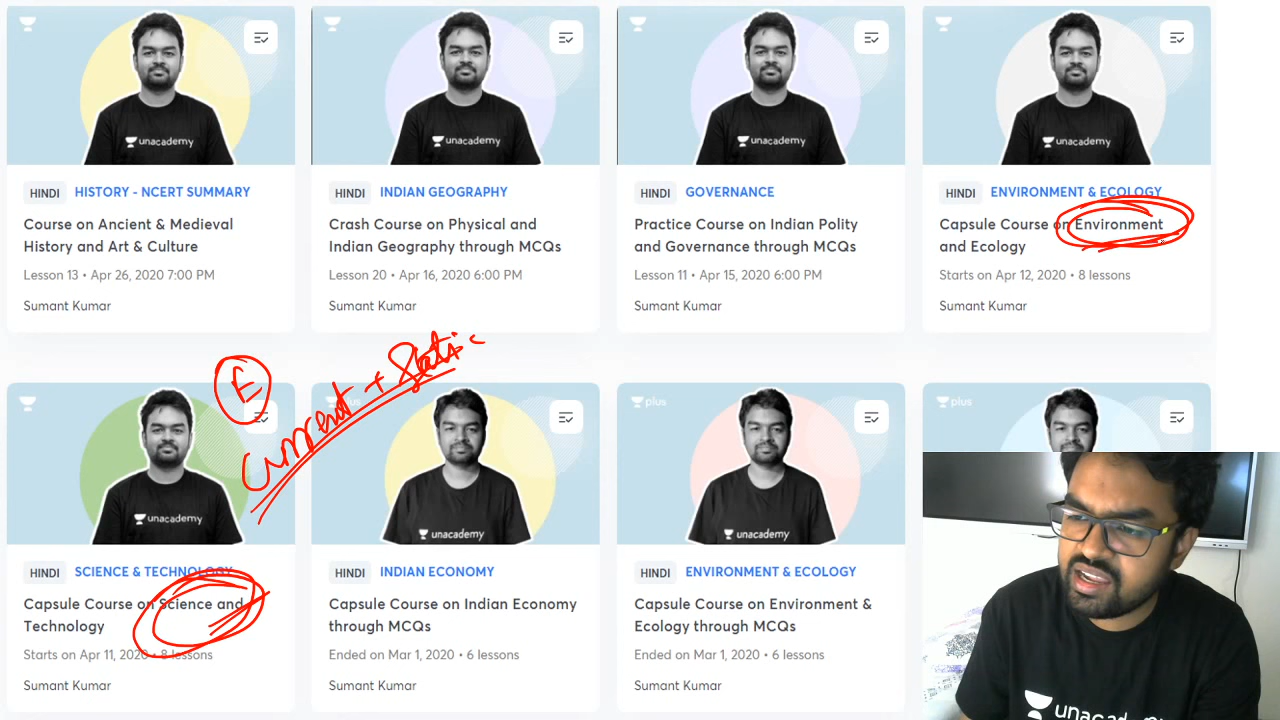 unacademy
HINDI HISTORY - NCERT SUMMARY
Course on Ancient & Medieval
History and Art & Culture
Lesson 13 • Apr 26, 2020 7:00 PM
Sumant Kumar
unacademy
HINDI INDIAN GEOGRAPHY
Crash Course on Physical and
Indian Geography through MCQs
Lesson 20 • Apr 16, 2020 6:00 PM
Sumant Kumar
unacademy
HINDI GOVERNANCE
Practice Course on Indian Polity
and Governance through MCQs
Lesson 11 • Apr 15, 2020 6:00 PM
Sumant Kumar
unacademy
HINDI ENVIRONMENT & ECOLOGY
Capsule Course on Environment
and Ecology
Starts on Apr 12, 2020 • 8 lessons
Sumant Kumar
E
Current + Static
unacademy
HINDI SCIENCE & TECHNOLOGY
Capsule Course on Science and
Technology
Starts on Apr 11, 2020 • 8 lessons
Sumant Kumar
plus
unacademy
HINDI INDIAN ECONOMY
Capsule Course on Indian Economy
through MCQs
Ended on Mar 1, 2020 • 6 lessons
Sumant Kumar
plus
unacademy
HINDI ENVIRONMENT & ECOLOGY
Capsule Course on Environment &
Ecology through MCQs
Ended on Mar 1, 2020 • 6 lessons
Sumant Kumar
plus